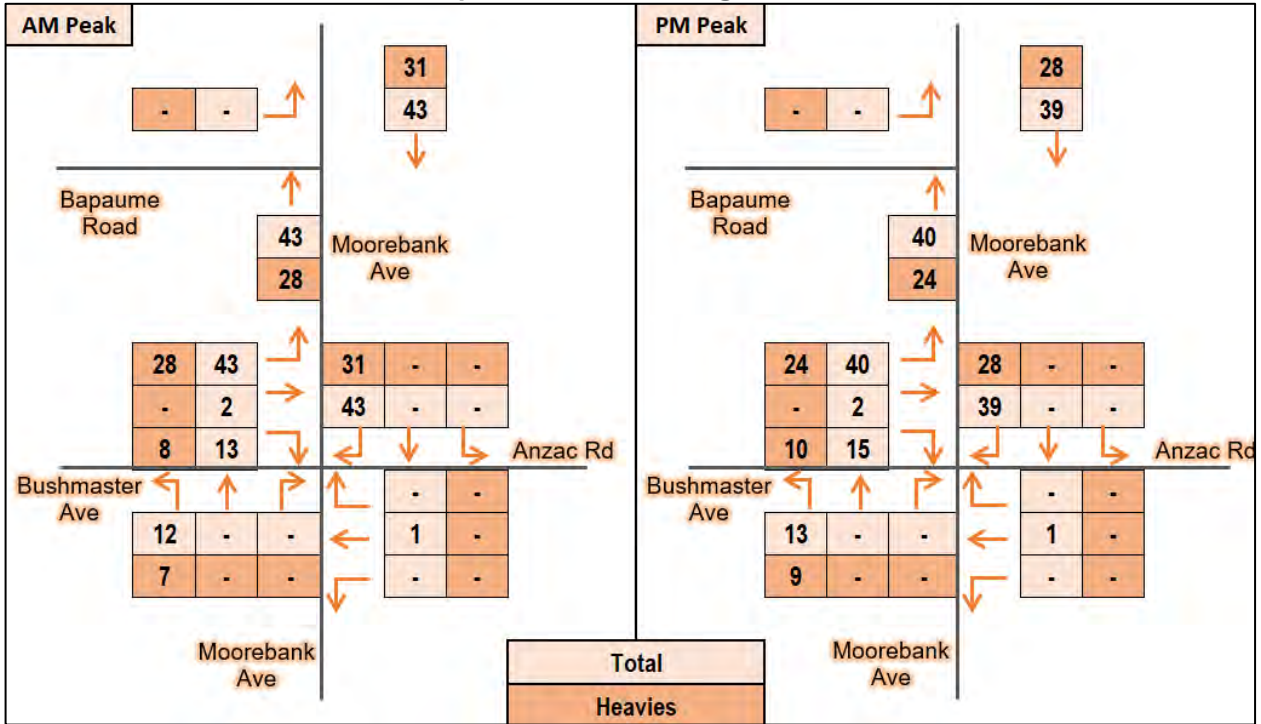 AM Peak
31
43
- -
Bapaume
Road
43
28
Moorebank
Ave
28 43
- 2
8 13
31 - -
43 - -
Anzac Rd
Bushmaster
Ave
12 - -
7 - -
- -
1 -
- -
Moorebank
Ave
PM Peak
28
39
- -
Bapaume
Road
40
24
Moorebank
Ave
24 40
- 2
10 15
28 - -
39 - -
Anzac Rd
Bushmaster
Ave
13 - -
9 - -
- -
1 -
- -
Moorebank
Ave
Total
Heavies